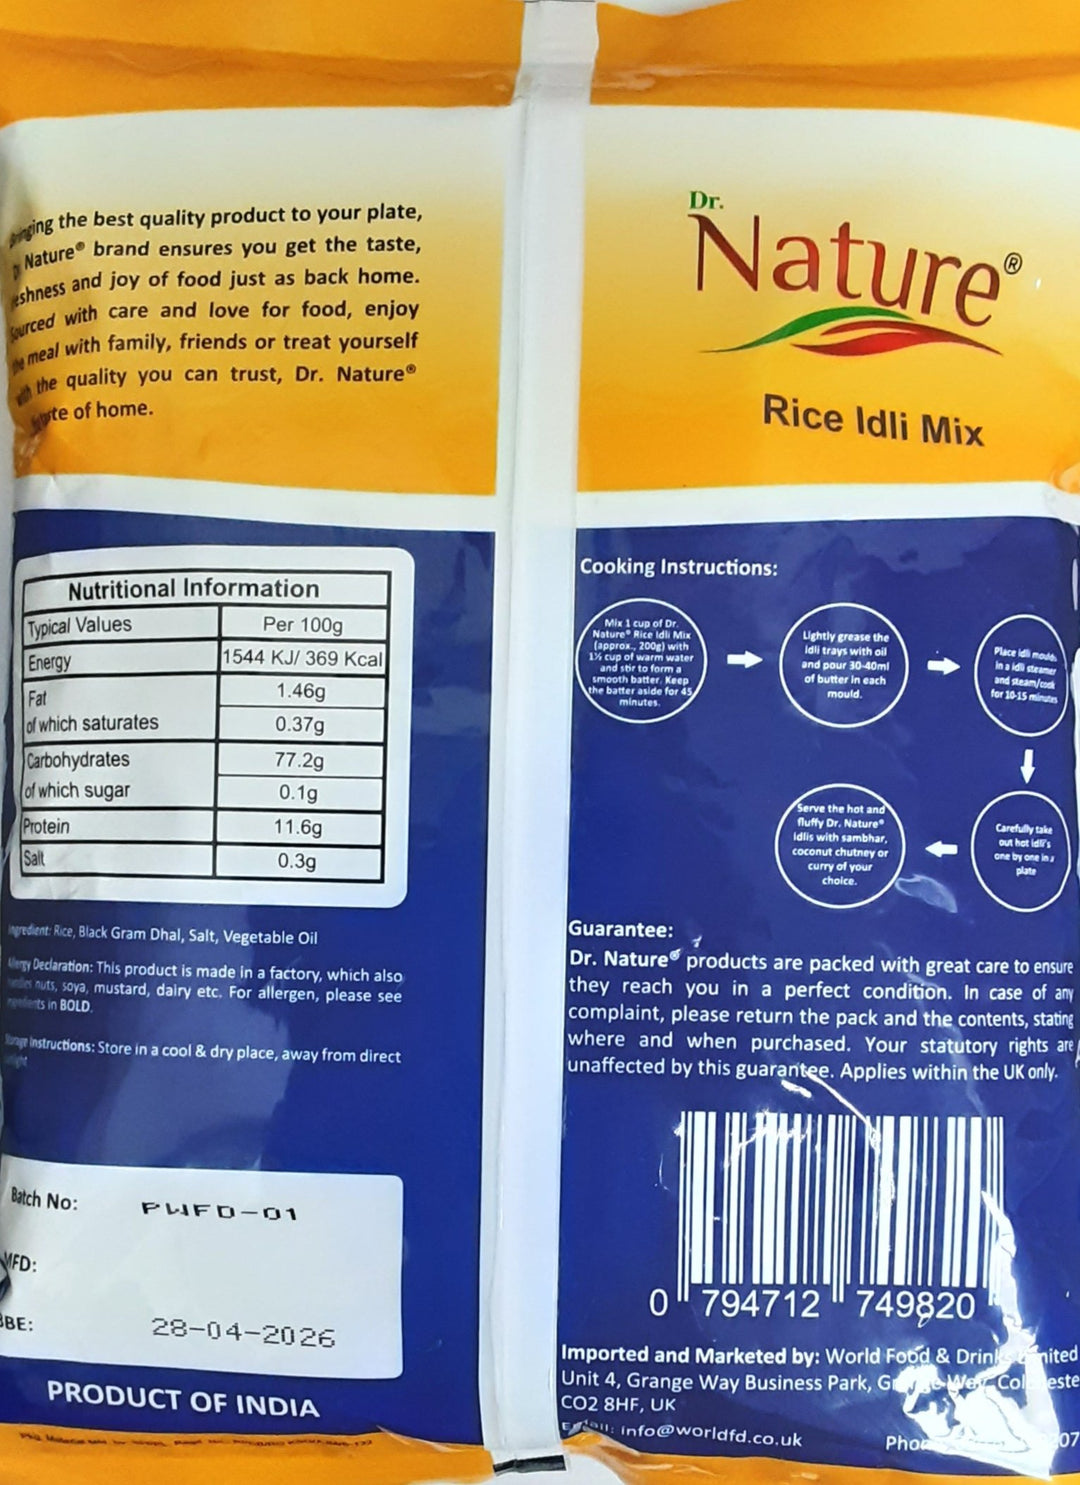 Bringing the best quality product to your plate,
Nature® brand ensures you get the taste,
and joy of food just as back home.
Sourced with care and love for food, enjoy
the meal with family, friends or treat yourself
with the quality you can trust, Dr. Nature®
of home.
Nutritional Information
Typical Values Per 100g
Energy 1544 KJ/ 369 Kcal
Fat 1.46g
of which saturates 0.37g
Carbohydrates 77.2g
of which sugar 0.1g
Protein 11.6g
Salt 0.3g
Ingredient: Rice, Black Gram Dhal, Salt, Vegetable Oil
Allergy Declaration: This product is made in a factory, which also
nuts, soya, mustard, dairy etc. For allergen, please see
in BOLD.
Storage Instructions: Store in a cool & dry place, away from direct
Batch No: PWFD-01
MFD:
BBE: 28-04-2026
PRODUCT OF INDIA
Dr.
Nature®
Rice Idli Mix
Cooking Instructions:
Mix 1 cup of Dr.
Nature® Rice Idli Mix
(approx., 200g) with
1½ cup of warm water
and stir to form a
smooth batter. Keep
the batter aside for 45
minutes.
Lightly grease the
Idli trays with oil
and pour 30-40ml
of butter in each
mould.
Place idli moulds
in a idli steamer
and steam/cook
for 10-15 minutes
Carefully take
out hot idli's
one by one in a
plate
Serve the hot and
fluffy Dr. Nature®
Idlis with sambhar,
coconut chutney or
curry of your
choice.
Guarantee:
Dr. Nature® products are packed with great care to ensure
they reach you in a perfect condition. In case of any
complaint, please return the pack and the contents, stating
where and when purchased. Your statutory rights are
unaffected by this guarantee. Applies within the UK only.
0 794712 749820
Imported and Marketed by: World Food & Drinks
Unit 4, Grange Way Business Park, Way,
CO2 8HF, UK
Email: info@worldfd.co.uk